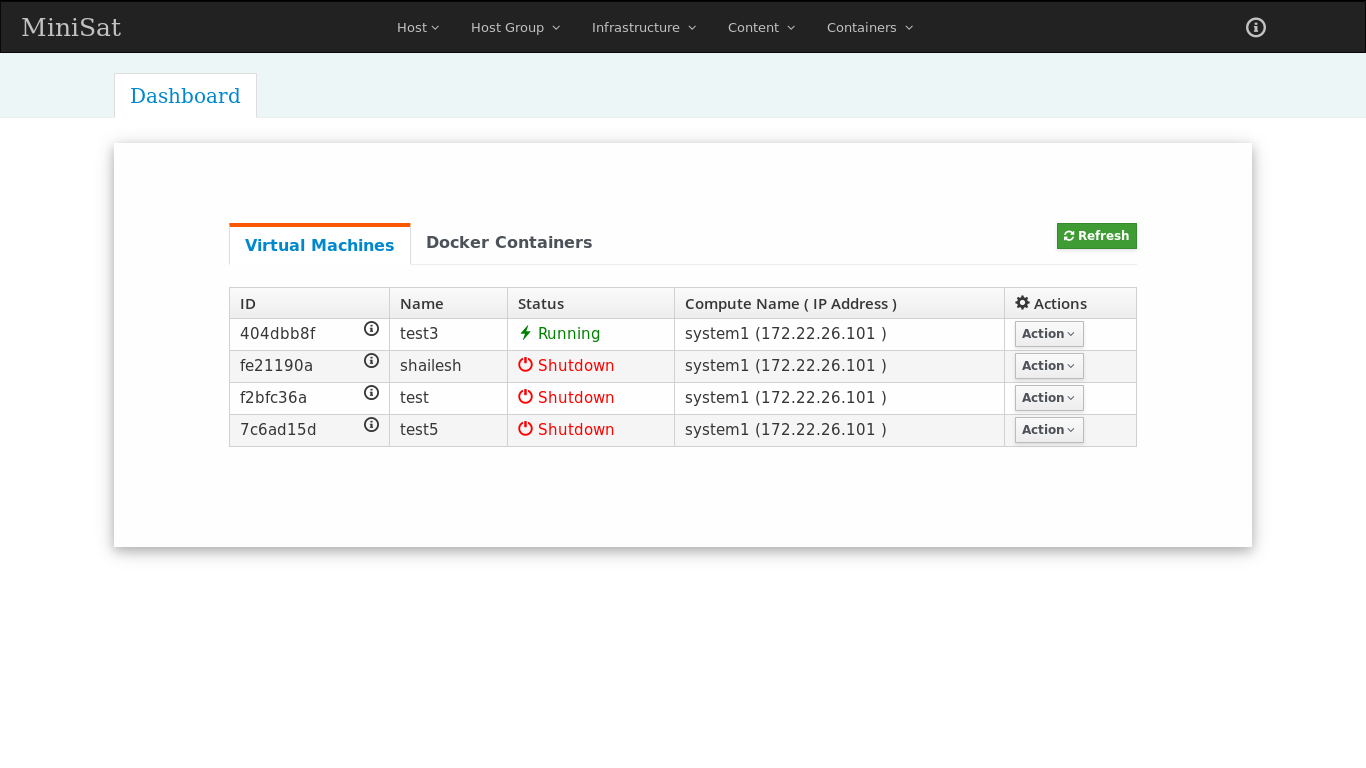 MiniSat Host Host Group Infrastructure Content Containers
Dashboard
Virtual Machines Docker Containers Refresh
ID Name Status Compute Name ( IP Address ) Actions
404dbb8f test3 Running system1 (172.22.26.101 ) Action
fe21190a shailesh Shutdown system1 (172.22.26.101 ) Action
f2bfc36a test Shutdown system1 (172.22.26.101 ) Action
7c6ad15d test5 Shutdown system1 (172.22.26.101 ) Action